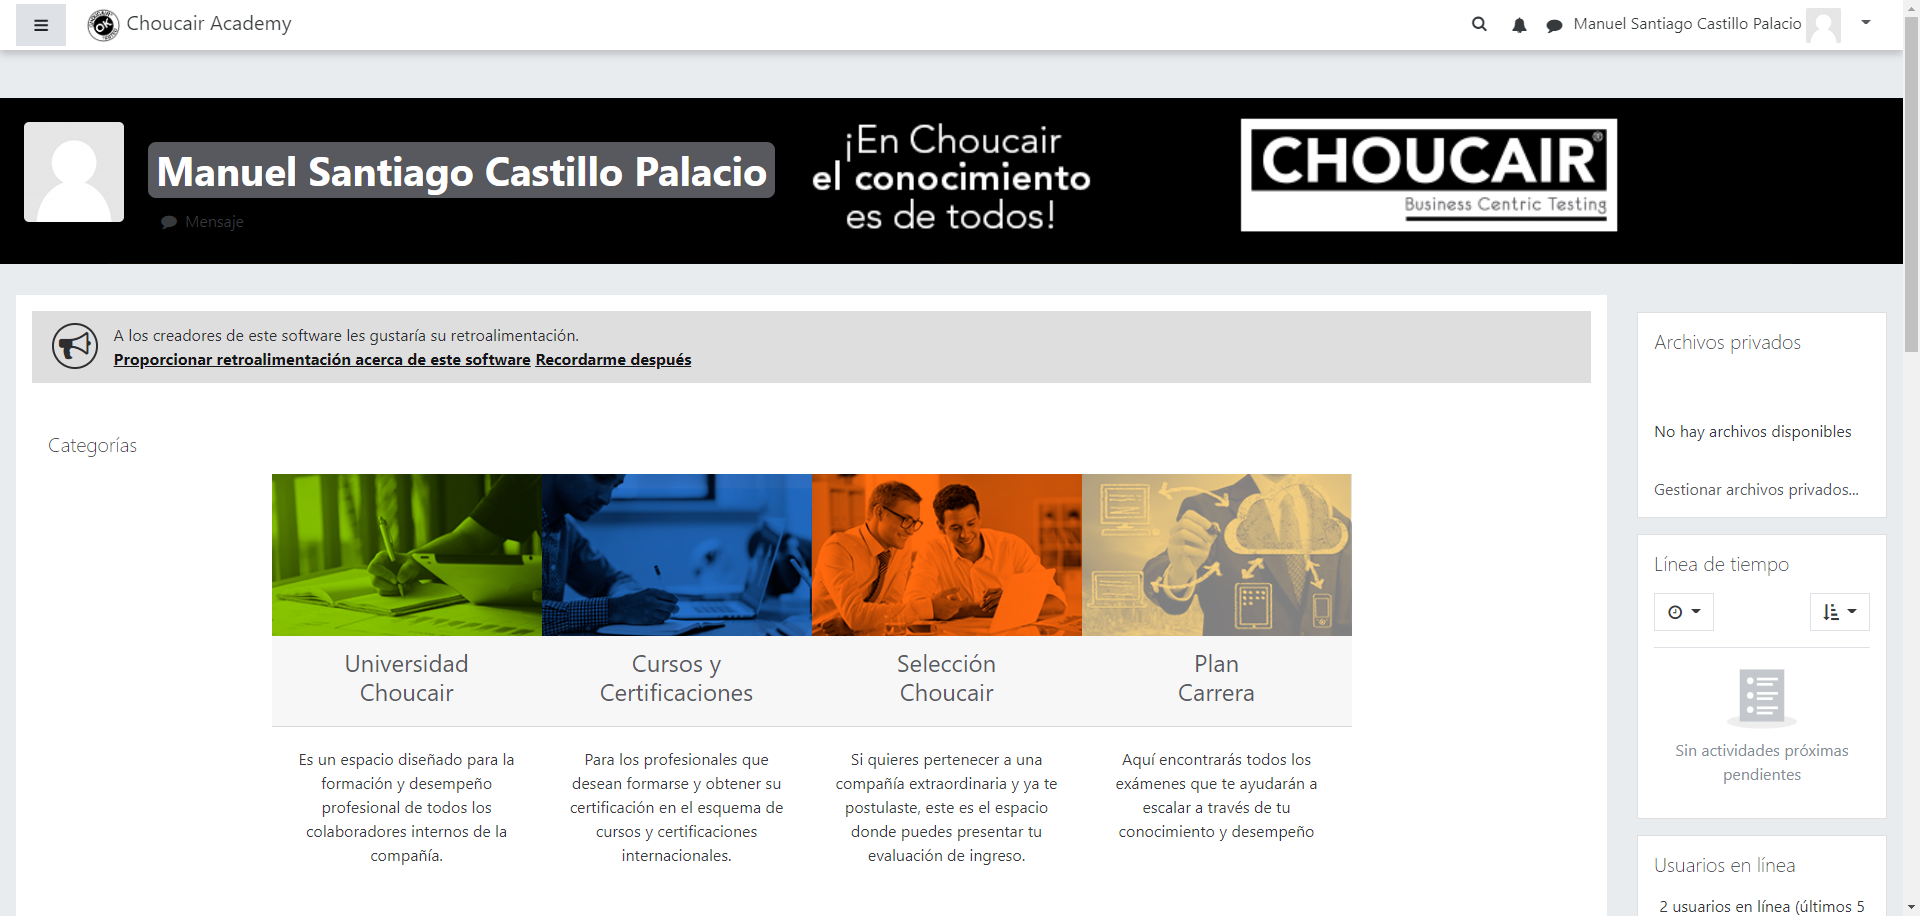 Choucair Academy
Manuel Santiago Castillo Palacio
Manuel Santiago Castillo Palacio
Mensaje
¡En Choucair
el conocimiento
es de todos!
CHOUCAIR®
Business Centric Testing
A los creadores de este software les gustaría su retroalimentación.
Proporcionar retroalimentación acerca de este software Recordarme después
Categorías
Universidad
Choucair
Es un espacio diseñado para la
formación y desempeño
profesional de todos los
colaboradores internos de la
compañía.
Cursos y
Certificaciones
Para los profesionales que
desean formarse y obtener su
certificación en el esquema de
cursos y certificaciones
internacionales.
Selección
Choucair
Si quieres pertenecer a una
compañía extraordinaria y ya te
postulaste, este es el espacio
donde puedes presentar tu
evaluación de ingreso.
Plan
Carrera
Aquí encontrarás todos los
exámenes que te ayudarán a
escalar a través de tu
conocimiento y desempeño
Archivos privados
No hay archivos disponibles
Gestionar archivos privados...
Línea de tiempo
Sin actividades próximas
pendientes
Usuarios en línea
2 usuarios en línea (últimos 5